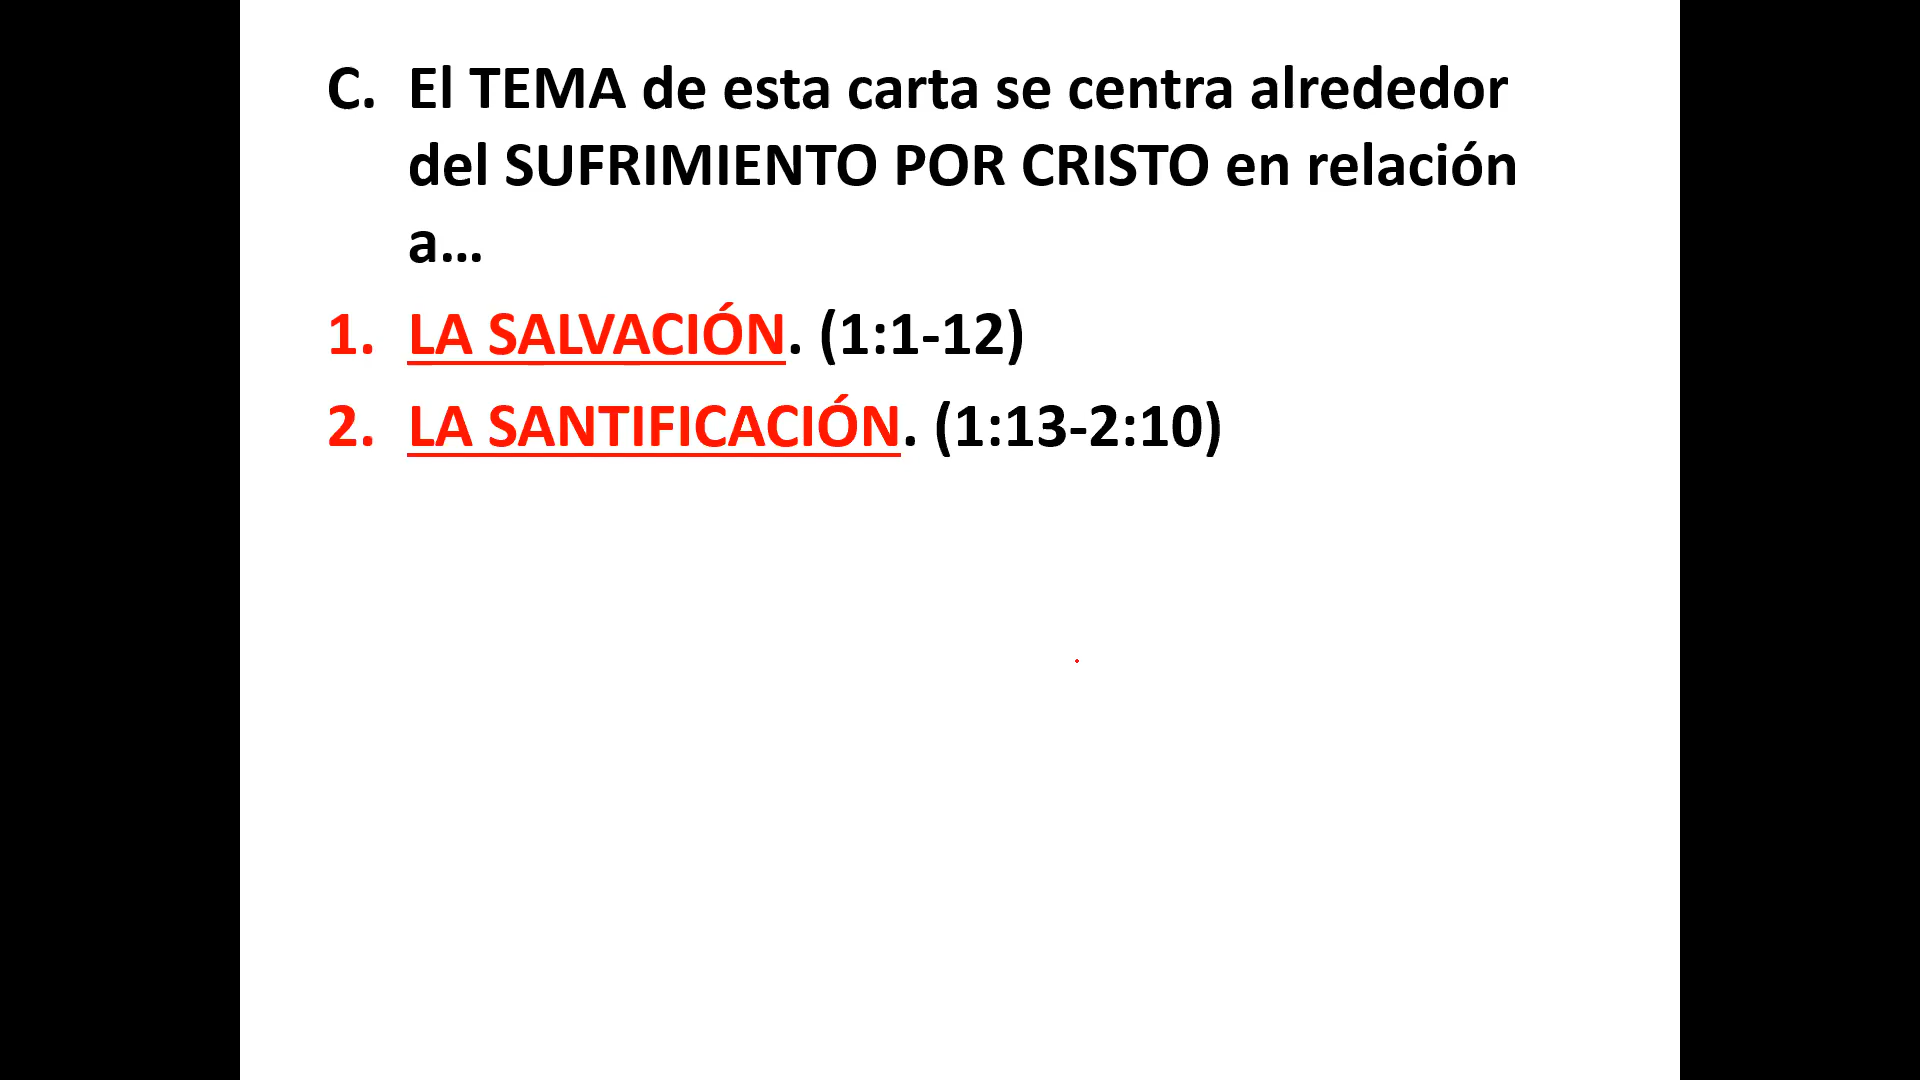 C. El TEMA de esta carta se centra alrededor
del SUFRIMIENTO POR CRISTO en relación
a...
1. LA SALVACIÓN. (1:1-12)
2. LA SANTIFICACIÓN. (1:13-2:10)